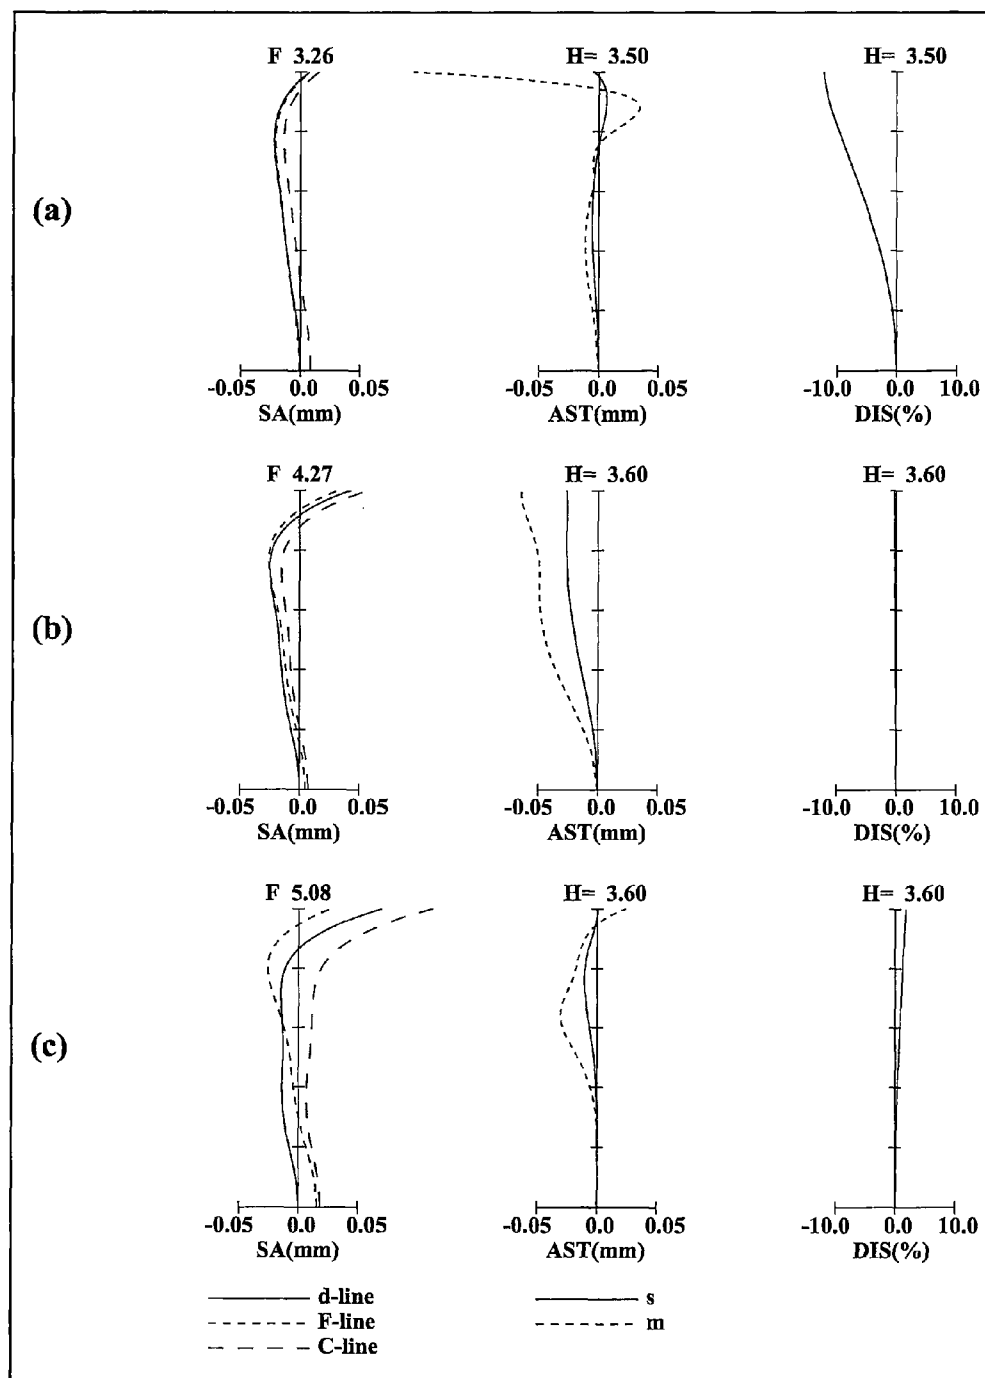 F 3.26 H= 3.50 H= 3.50
(a)
-0.05 0.0 0.05 -0.05 0.0 0.05 -10.0 0.0 10.0
SA(mm) AST(mm) DIS(%)
F 4.27 H= 3.60 H= 3.60
(b)
-0.05 0.0 0.05 -0.05 0.0 0.05 -10.0 0.0 10.0
SA(mm) AST(mm) DIS(%)
F 5.08 H= 3.60 H= 3.60
(c)
-0.05 0.0 0.05 -0.05 0.0 0.05 -10.0 0.0 10.0
SA(mm) AST(mm) DIS(%)
d-line s
F-line m
C-line